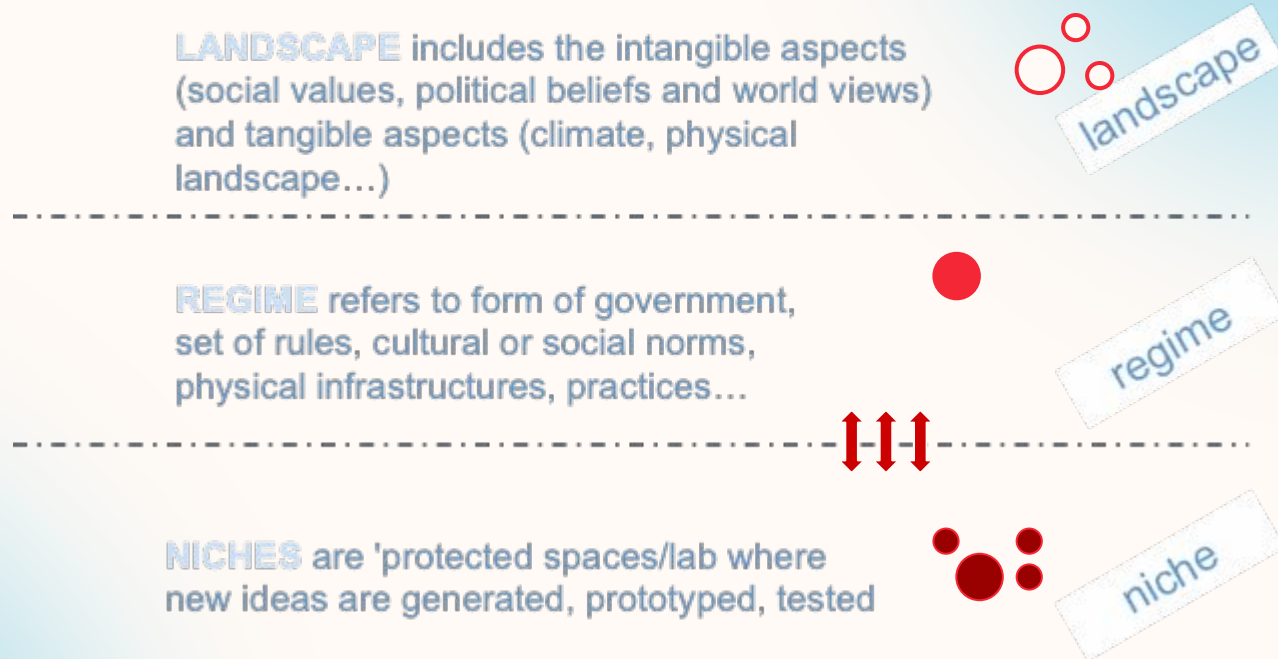 LANDSCAPE includes the intangible aspects
(social values, political beliefs and world views)
and tangible aspects (climate, physical
landscape…)
landscape
REGIME refers to form of government,
set of rules, cultural or social norms,
physical infrastructures, practices…
regime
NICHES are 'protected spaces/lab where
new ideas are generated, prototyped, tested
niche